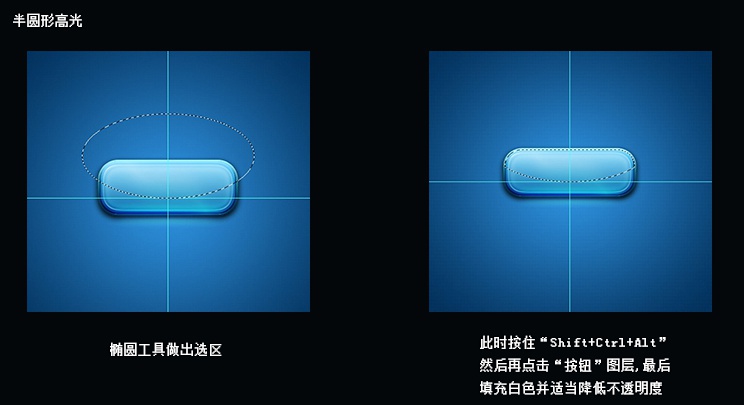 半圆形高光
椭圆工具做出选区
此时按住“Shift+Ctrl+Alt”
然后再点击“按钮”图层,最后
填充白色并适当降低不透明度